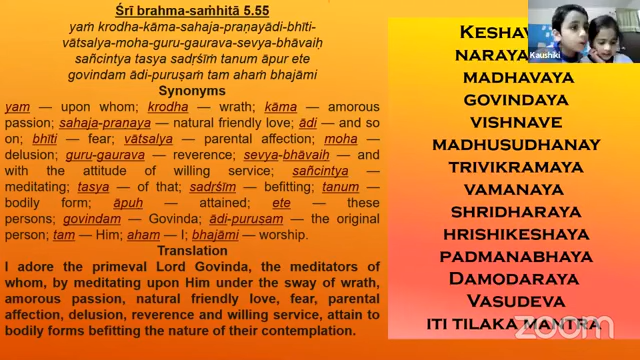 Śrī brahma-saṁhitā 5.55
yaṁ krodha-kāma-sahaja-praṇayādi-bhīti-
vātsalya-moha-guru-gaurava-sevya-bhāvaiḥ
sañcintya tasya sadṛśīṁ tanum āpur ete
govindam ādi-puruṣaṁ tam ahaṁ bhajāmi
Synonyms
yam — upon whom; krodha — wrath; kāma — amorous
passion; sahaja-pranaya — natural friendly love; ādi — and so
on; bhīti — fear; vātsalya — parental affection; moha —
delusion; guru-gaurava — reverence; sevya-bhāvaih — and
with the attitude of willing service; sañcintya —
meditating; tasya — of that; sadṛśīm — befitting; tanum —
bodily form; āpuh — attained; ete — these
persons; govindam — Govinda; ādi-puruṣam — the original
person; tam — Him; aham — I; bhajāmi — worship.
Translation
I adore the primeval Lord Govinda, the meditators of
whom, by meditating upon Him under the sway of wrath,
amorous passion, natural friendly love, fear, parental
affection, delusion, reverence and willing service, attain to
bodily forms befitting the nature of their contemplation.
MADHAVAYA
GOVINDAYA
VISHNAVE
MADHUSUDHANAY
TRIVIKRAMAYA
VAMANAYA
SHRIDHARAYA
HRISHIKESHAYA
PADMANABHAYA
DAMODARAYA
VASUDEVA
ITI TILAKA MANTRA
Kaushiki
zoom